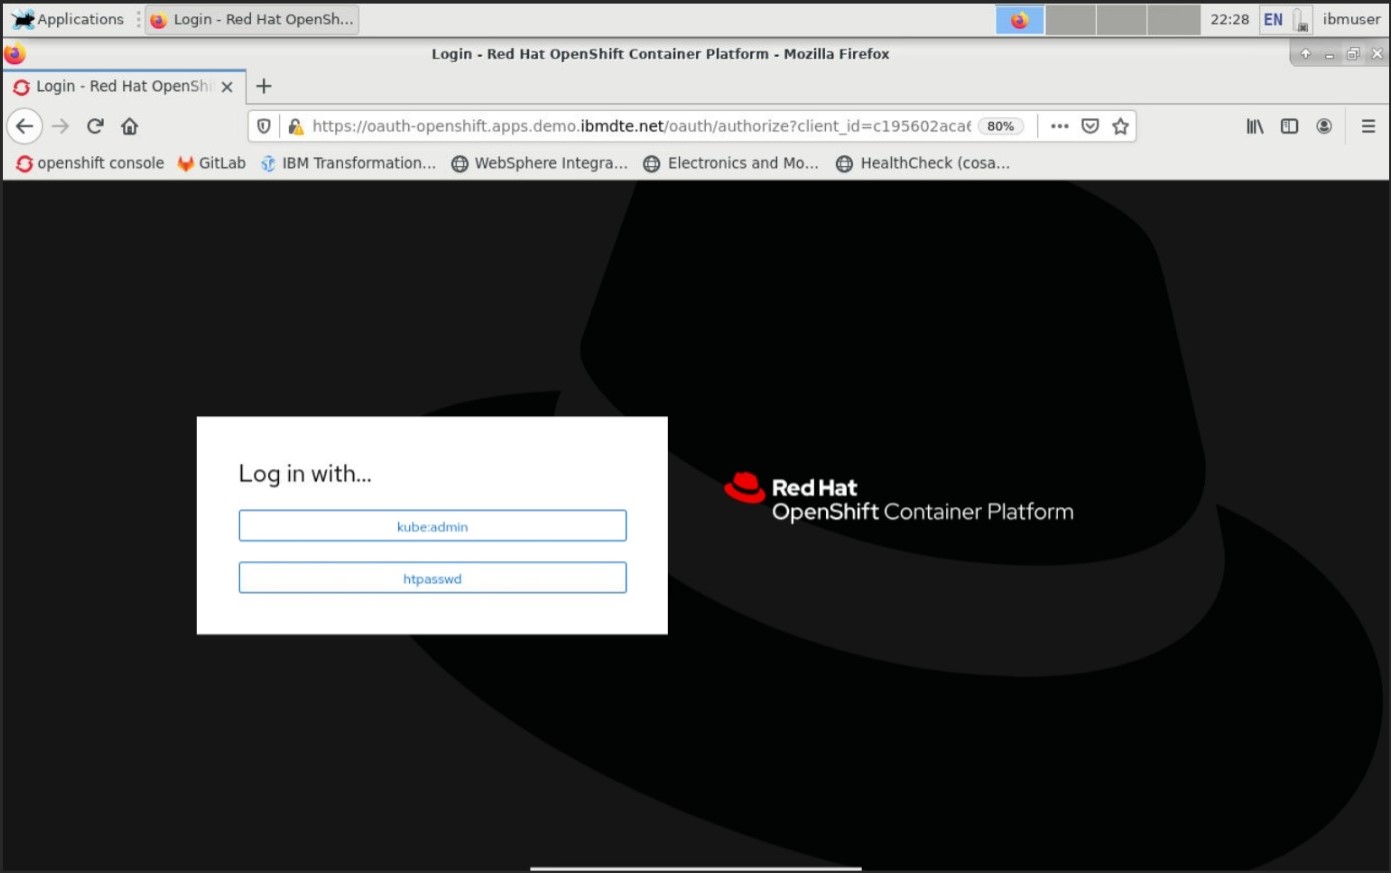 Applications
Login - Red Hat OpenSh...
22:28
EN
ibmuser
Login - Red Hat OpenShift Container Platform - Mozilla Firefox
Login - Red Hat OpenShi
https://oauth-openshift.apps.demo.ibmdte.net/oauth/authorize?client_id=c195602aca6
80%
openshift console
GitLab
IBM Transformation...
WebSphere Integra...
Electronics and Mo...
HealthCheck (cosa...
Log in with...
kube:admin
htpasswd
Red Hat
OpenShift Container Platform